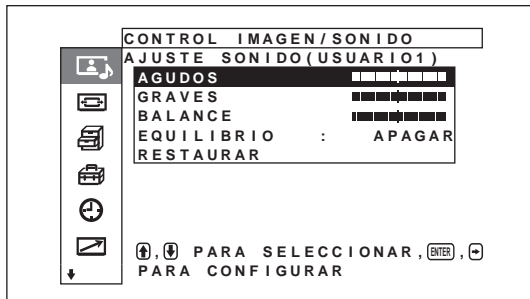 CONTROL IMAGEN/SONIDO
AJUSTE SONIDO(USUARIO1)
AGUDOS
GRAVES
BALANCE
EQUILIBRIO : APAGAR
RESTAURAR
, PARA SELECCIONAR, ENTER ,
PARA CONFIGURAR